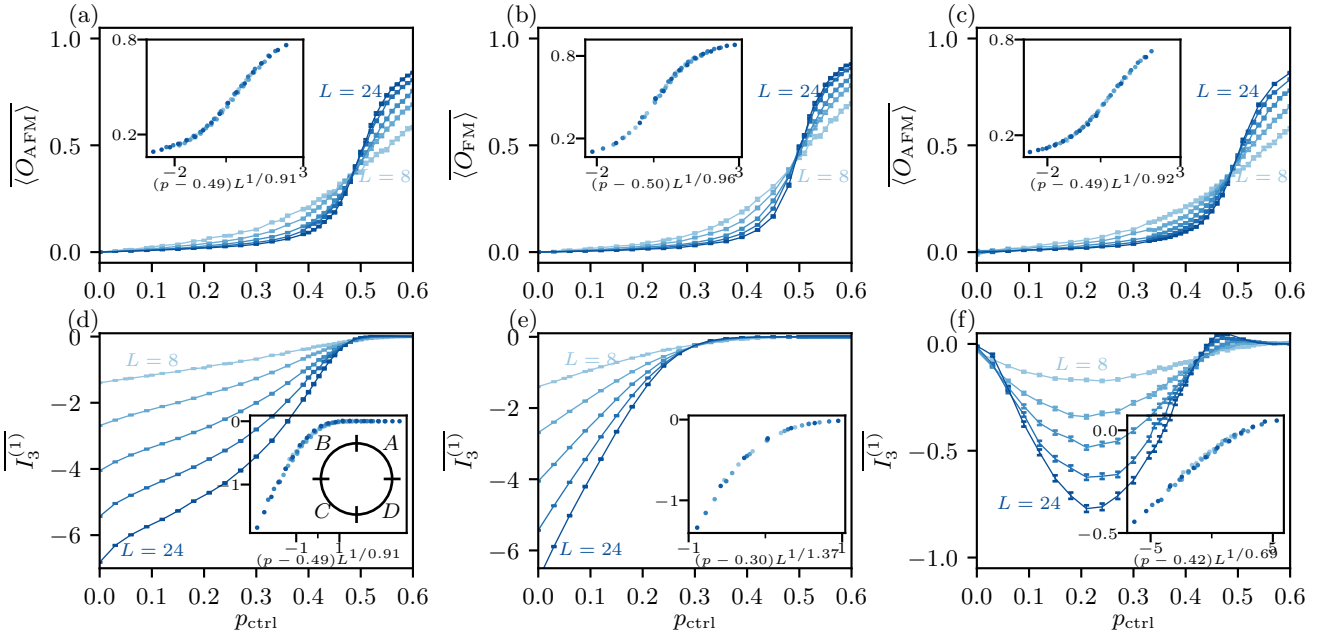 (a)
(b)
(c)
⟨O_AFM⟩
1.0
0.5
0.0
0.0 0.1 0.2 0.3 0.4 0.5 0.6
0.8
0.2
−2 3
(p − 0.49)L^{1/0.91}
L = 24
L = 8
⟨O_FM⟩
1.0
0.5
0.0
0.0 0.1 0.2 0.3 0.4 0.5 0.6
0.8
0.2
−2 3
(p − 0.50)L^{1/0.96}
L = 24
L = 8
⟨O_AFM⟩
1.0
0.5
0.0
0.0 0.1 0.2 0.3 0.4 0.5 0.6
0.8
0.2
−2 3
(p − 0.49)L^{1/0.92}
L = 24
L = 8
(d)
(e)
(f)
I_3^{(1)}
0
−2
−4
−6
0.0 0.1 0.2 0.3 0.4 0.5 0.6
p_ctrl
L = 8
L = 24
0
−1
−1 1
(p − 0.49)L^{1/0.91}
B A
C D
I_3^{(1)}
0
−2
−4
−6
0.0 0.1 0.2 0.3 0.4 0.5 0.6
p_ctrl
L = 8
L = 24
0
−1
−1 1
(p − 0.30)L^{1/1.37}
I_3^{(1)}
0.0
−0.5
−1.0
0.0 0.1 0.2 0.3 0.4 0.5 0.6
p_ctrl
L = 8
L = 24
0.0
−0.5
−5 5
(p − 0.42)L^{1/0.69}